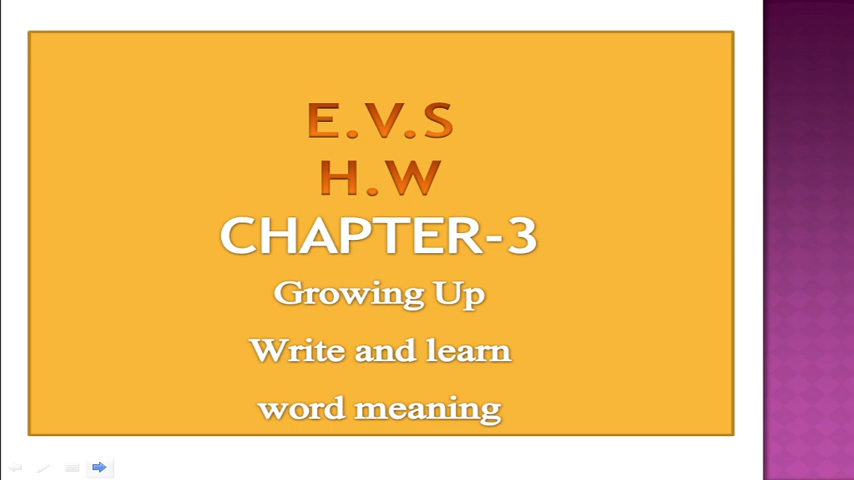 E.V.S
H.W
CHAPTER-3
Growing Up
Write and learn
word meaning